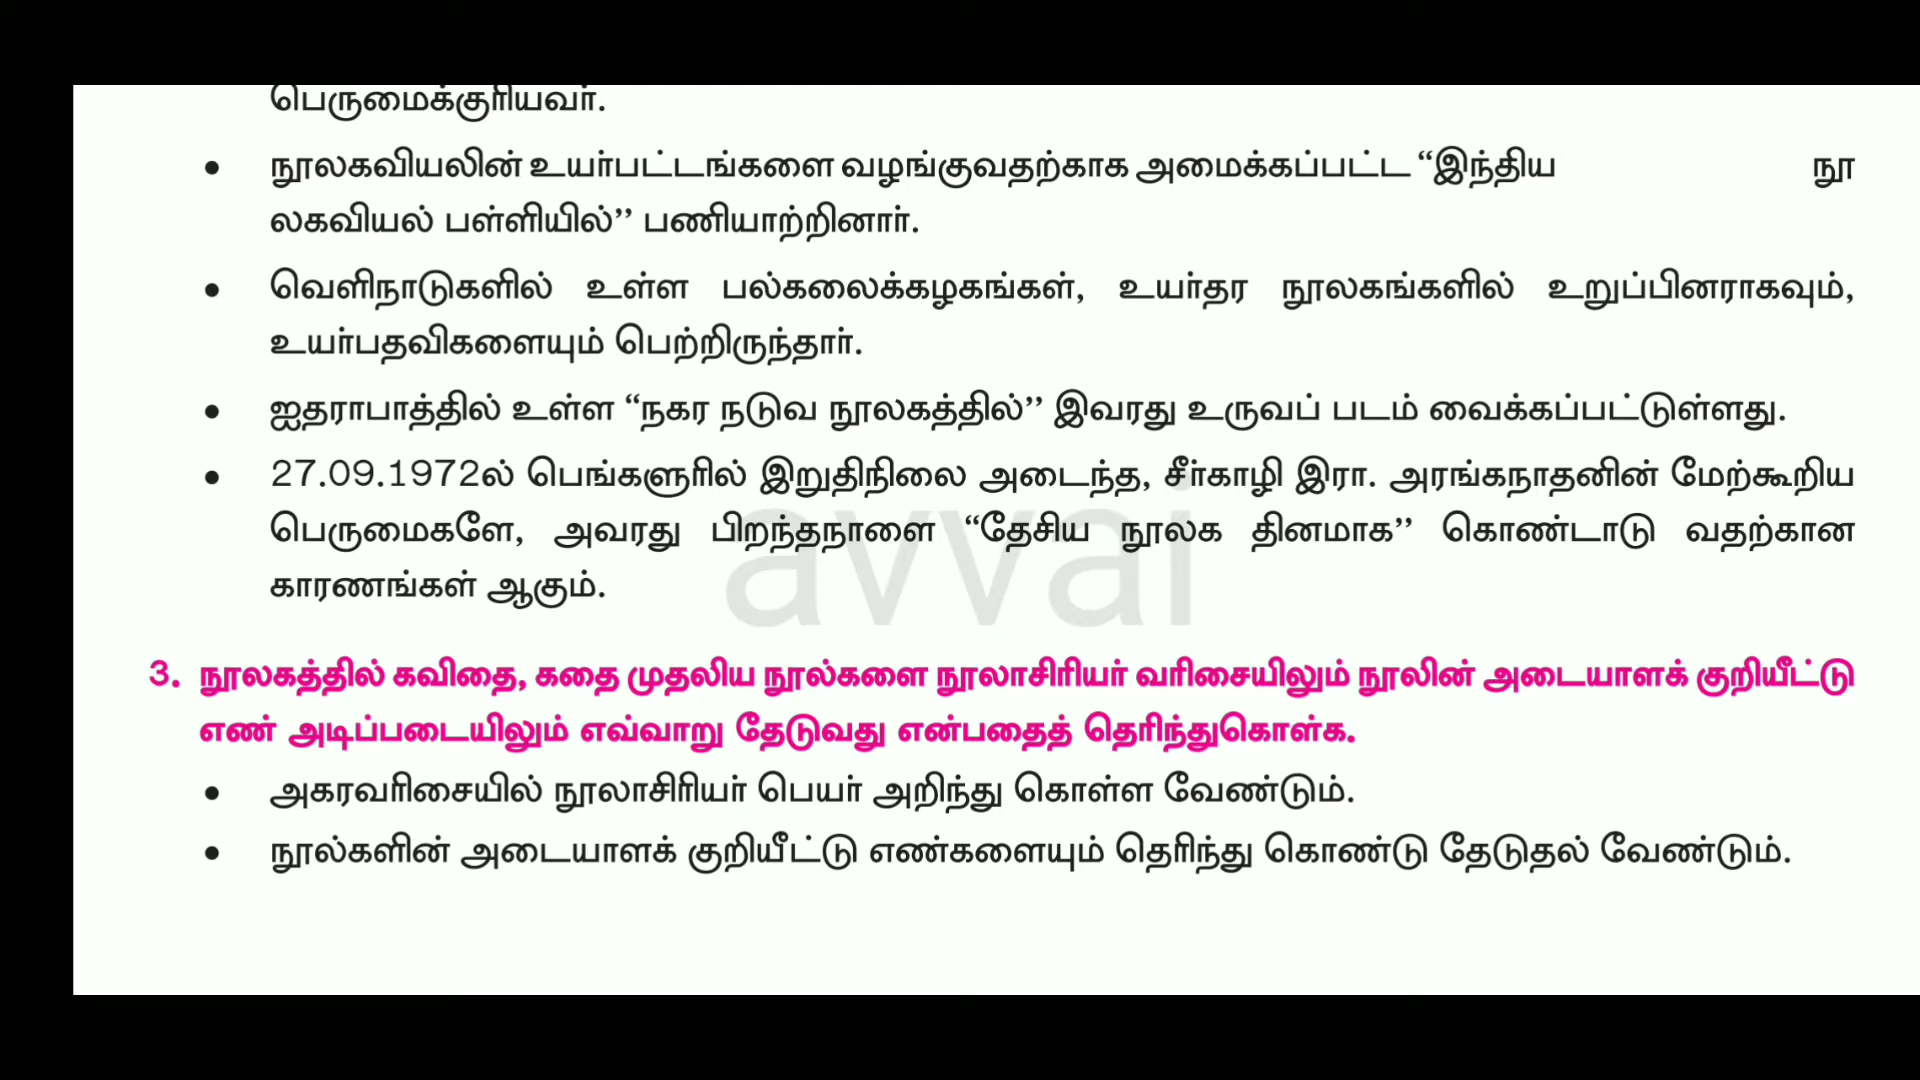 பெருமைக்குரியவர்.
• நூலகவியலின் உயர்பட்டங்களை வழங்குவதற்காக அமைக்கப்பட்ட “இந்திய நூ
லகவியல் பள்ளியில்’’ பணியாற்றினார்.
• வெளிநாடுகளில் உள்ள பல்கலைக்கழகங்கள், உயர்தர நூலகங்களில் உறுப்பினராகவும்,
உயர்பதவிகளையும் பெற்றிருந்தார்.
• ஐதராபாத்தில் உள்ள “நகர நடுவ நூலகத்தில்’’ இவரது உருவப் படம் வைக்கப்பட்டுள்ளது.
• 27.09.1972ல் பெங்களுரில் இறுதிநிலை அடைந்த, சீர்காழி இரா. அரங்கநாதனின் மேற்கூறிய
பெருமைகளே, அவரது பிறந்தநாளை “தேசிய நூலக தினமாக’’ கொண்டாடு வதற்கான
காரணங்கள் ஆகும்.
avvai
3. நூலகத்தில் கவிதை, கதை முதலிய நூல்களை நூலாசிரியர் வரிசையிலும் நூலின் அடையாளக் குறியீட்டு
எண் அடிப்படையிலும் எவ்வாறு தேடுவது என்பதைத் தெரிந்துகொள்க.
• அகரவரிசையில் நூலாசிரியர் பெயர் அறிந்து கொள்ள வேண்டும்.
• நூல்களின் அடையாளக் குறியீட்டு எண்களையும் தெரிந்து கொண்டு தேடுதல் வேண்டும்.